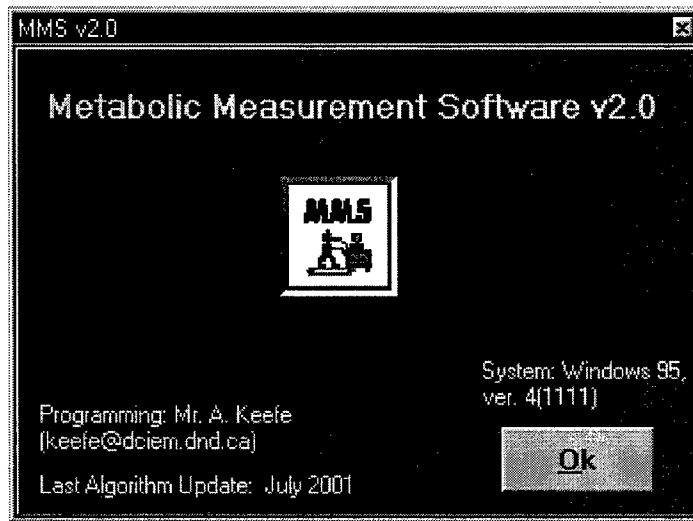 MMS v2.0
Metabolic Measurement Software v2.0
MMS
System: Windows 95,
ver. 4(1111)
Programming: Mr. A. Keefe
(keefe@dciem.dnd.ca)
Ok
Last Algorithm Update: July 2001